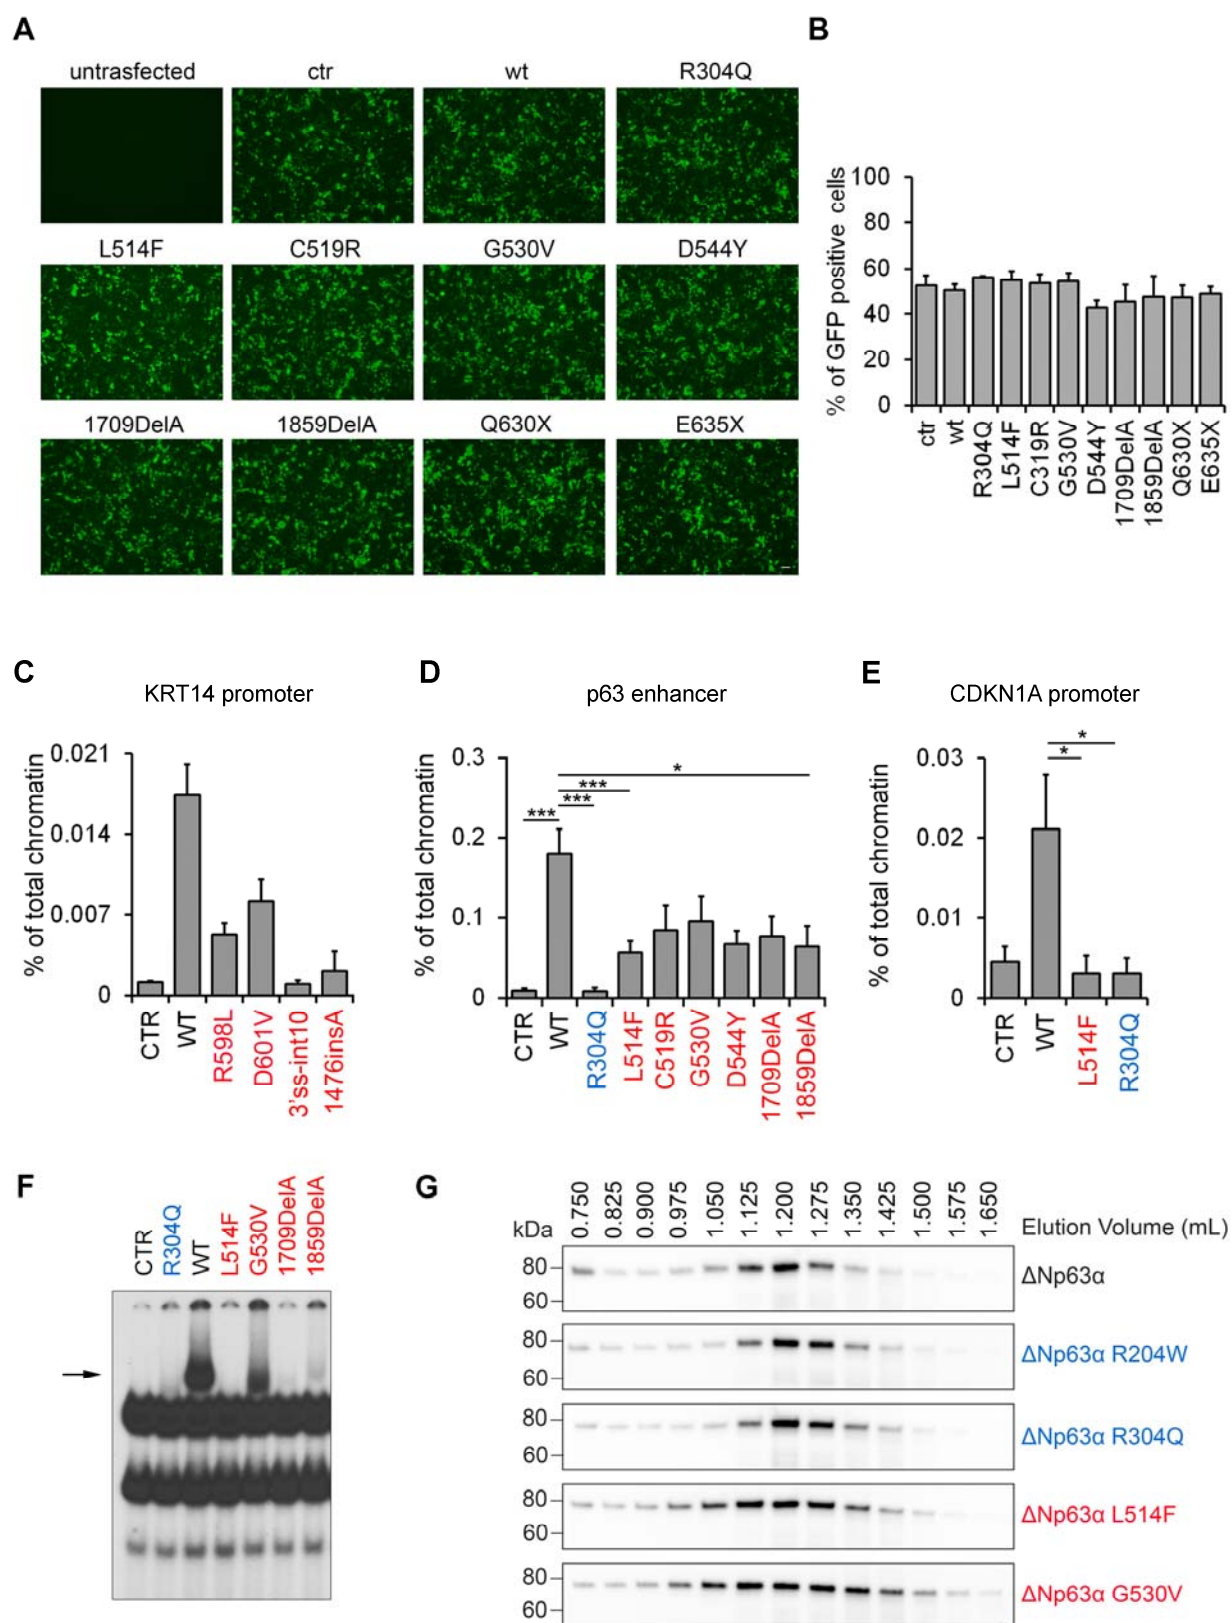 A
untrasfected ctr wt R304Q
L514F C519R G530V D544Y
1709DelA 1859DelA Q630X E635X
B
% of GFP positive cells
100
80
60
40
20
0
ctr
wt
R304Q
L514F
C319R
G530V
D544Y
1709DelA
1859DelA
Q630X
E635X
C
KRT14 promoter
% of total chromatin
0.021
0.014
0.007
0
CTR
WT
R598L
D601V
3'ss-int10
1476insA
D
p63 enhancer
% of total chromatin
0.3
0.2
0.1
0
*
***
***
***
CTR
WT
R304Q
L514F
C519R
G530V
D544Y
1709DelA
1859DelA
E
CDKN1A promoter
% of total chromatin
0.03
0.02
0.01
0
*
*
CTR
WT
L514F
R304Q
F
CTR
R304Q
WT
L514F
G530V
1709DelA
1859DelA
G
kDa 0.750 0.825 0.900 0.975 1.050 1.125 1.200 1.275 1.350 1.425 1.500 1.575 1.650 Elution Volume (mL)
80
60
ΔNp63α
80
60
ΔNp63α R204W
80
60
ΔNp63α R304Q
80
60
ΔNp63α L514F
80
60
ΔNp63α G530V